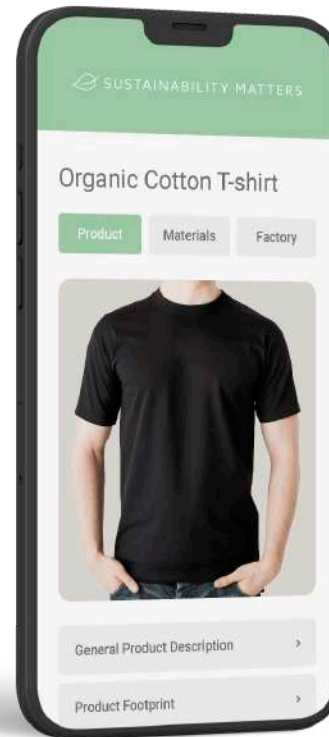 SUSTAINABILITY MATTERS
Organic Cotton T-shirt
Product Materials Factory
General Product Description
Product Footprint